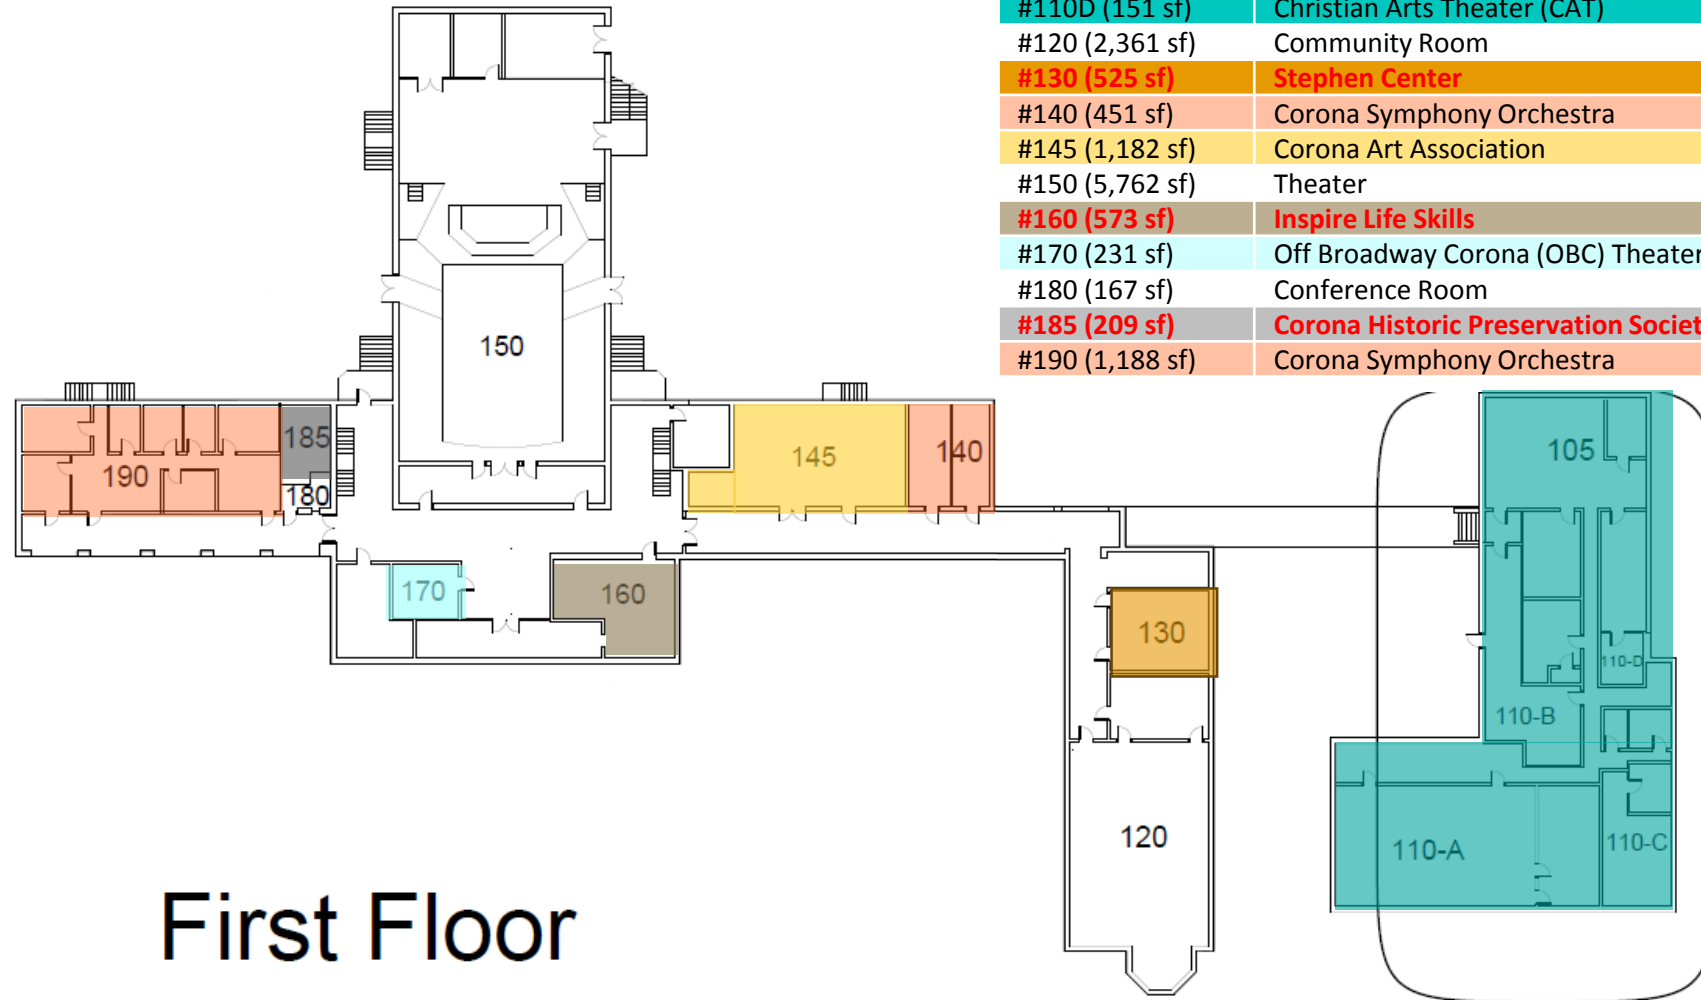 #110D (151 sf) Christian Arts Theater (CAT)
#120 (2,361 sf) Community Room
#130 (525 sf) Stephen Center
#140 (451 sf) Corona Symphony Orchestra
#145 (1,182 sf) Corona Art Association
#150 (5,762 sf) Theater
#160 (573 sf) Inspire Life Skills
#170 (231 sf) Off Broadway Corona (OBC) Theater
#180 (167 sf) Conference Room
#185 (209 sf) Corona Historic Preservation Societ
#190 (1,188 sf) Corona Symphony Orchestra
150
185
190
180
145
140
105
170
160
130
110-D
110-B
120
110-A
110-C
First Floor